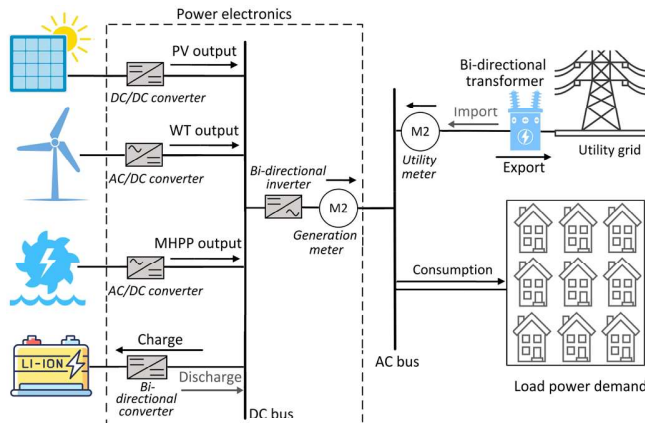 Power electronics
PV output
DC/DC converter
WT output
AC/DC converter
MHPP output
AC/DC converter
LI-ION
Charge
Discharge
Bi-
directional
converter
DC bus
Bi-directional
inverter
M2
Generation
meter
AC bus
M2
Utility
meter
Import
Export
Bi-directional
transformer
Utility grid
Consumption
Load power demand